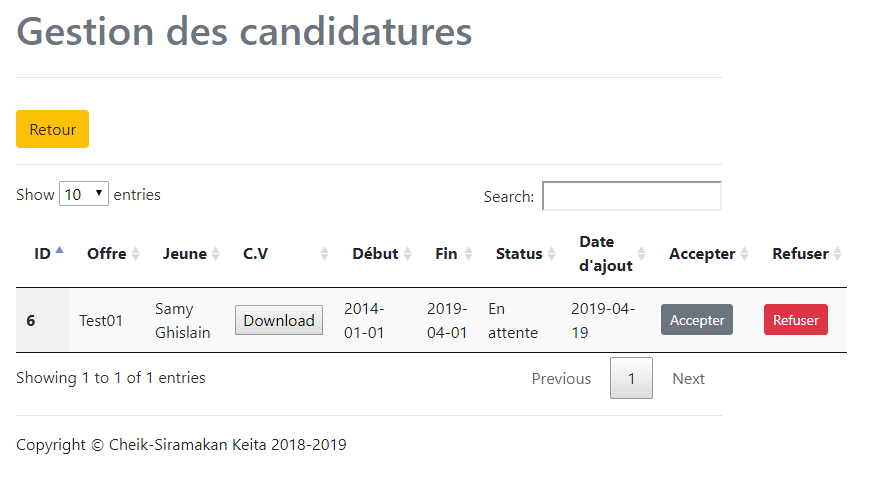 Gestion des candidatures
Retour
Show 10 entries
Search:
ID Offre Jeune C.V Début Fin Status Date d'ajout Accepter Refuser
6 Test01 Samy Ghislain Download 2014-01-01 2019-04-01 En attente 2019-04-19 Accepter Refuser
Showing 1 to 1 of 1 entries
Previous 1 Next
Copyright © Cheik-Siramakan Keita 2018-2019